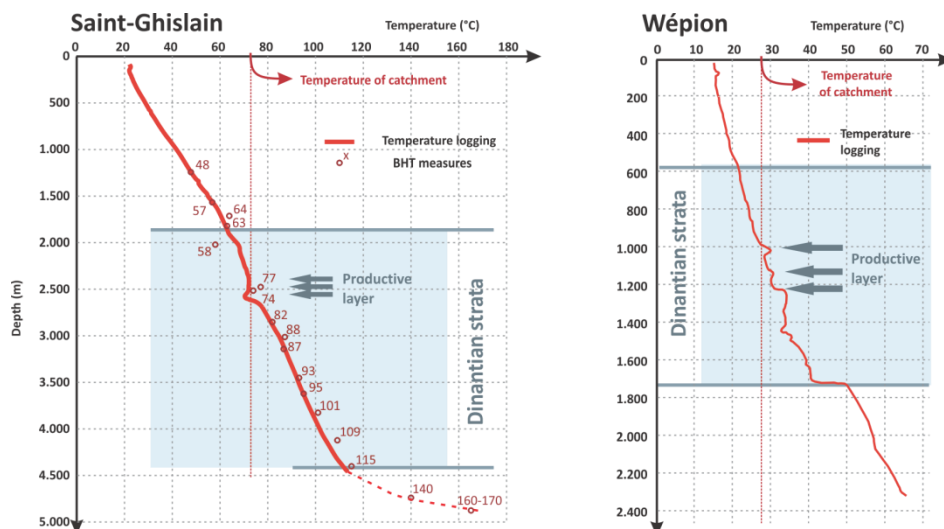 Saint-Ghislain
Temperature (°C)
0 20 40 60 80 100 120 140 160 180
Temperature of catchment
Temperature logging
x
BHT measures
Depth (m)
0
500
1.000
1.500
2.000
2.500
3.000
3.500
4.000
4.500
5.000
48
57
64
63
58
77
74
82
88
87
93
95
101
109
115
140
160-170
Productive
layer
Dinantian strata
Wépion
Temperature (°C)
0 10 20 30 40 50 60 70
Temperature
of catchment
Temperature
logging
0
200
400
600
800
1.000
1.200
1.400
1.600
1.800
2.000
2.200
2.400
Dinantian strata
Productive
layer